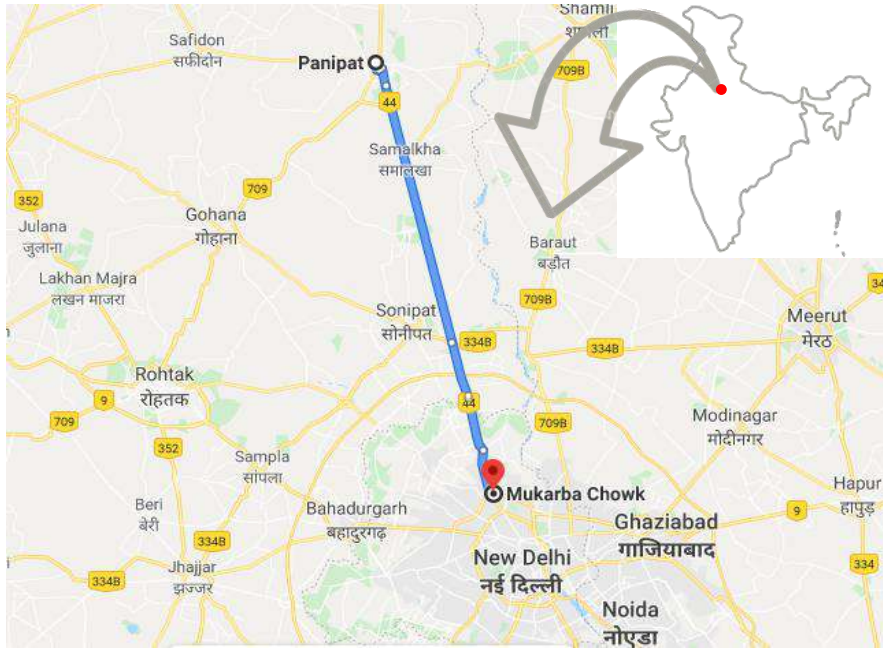 Shamli
शामली
Safidon
सफीदोन
Panipat
709B
44
Samalkha
समालखा
709
352
Gohana
गोहाना
Julana
जुलाना
Baraut
बड़ौत
Lakhan Majra
लखन माजरा
709B
34
Sonipat
सोनीपत
Meerut
मेरठ
334B
334B
Rohtak
रोहतक
9
44
709
709B
Modinagar
मोदीनगर
352
Sampla
सांपला
Hapur
हापुड़
Beri
बेरी
Bahadurgarh
बहादुरगढ़
Mukarba Chowk
9
Ghaziabad
गाजियाबाद
New Delhi
नई दिल्ली
Jhajjar
झज्जर
334B
334B
334
Noida
नोएडा